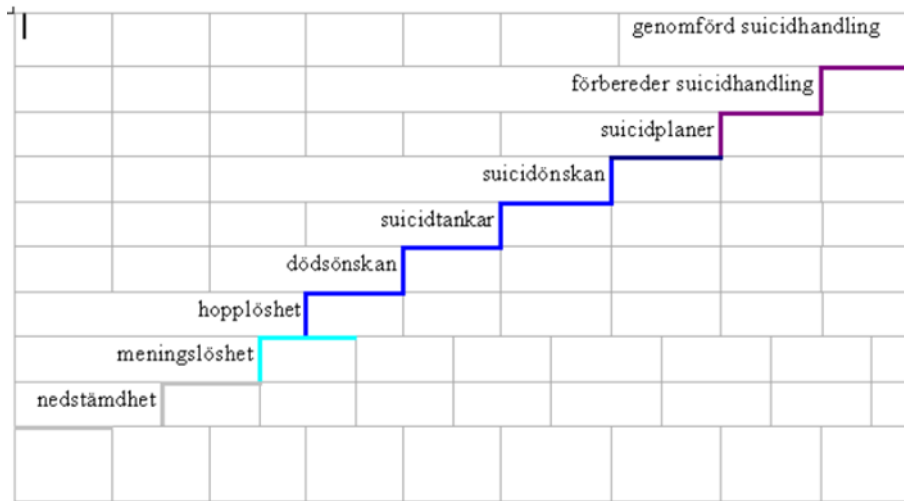 genomförd suicidhandling
förbereder suicidhandling
suicidplaner
suicidönskan
suicidtankar
dödsönskan
hopplöshet
meningslöshet
nedstämdhet